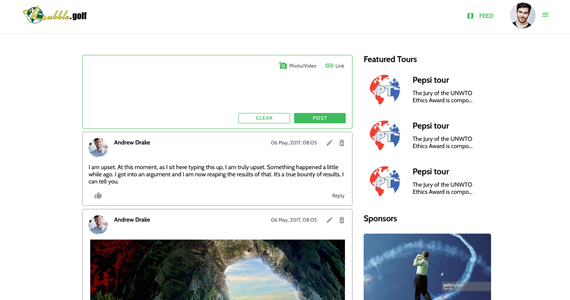 ubble.golf
FEED
Photo/Video
Link
CLEAR
POST
Andrew Drake
06 May, 2017, 08:05
I am upset. At this moment, as I sit here typing this up, I am truly upset. Something happened a little
while ago. I got into an argument and I am now reaping the results of that. It's a true bounty of results, I
can tell you.
Reply
Andrew Drake
06 May, 2017, 08:05
Featured Tours
PT
Pepsi tour
The Jury of the UNWTO
Ethics Award is compo...
PT
Pepsi tour
The Jury of the UNWTO
Ethics Award is compo...
PT
Pepsi tour
The Jury of the UNWTO
Ethics Award is compo...
Sponsors